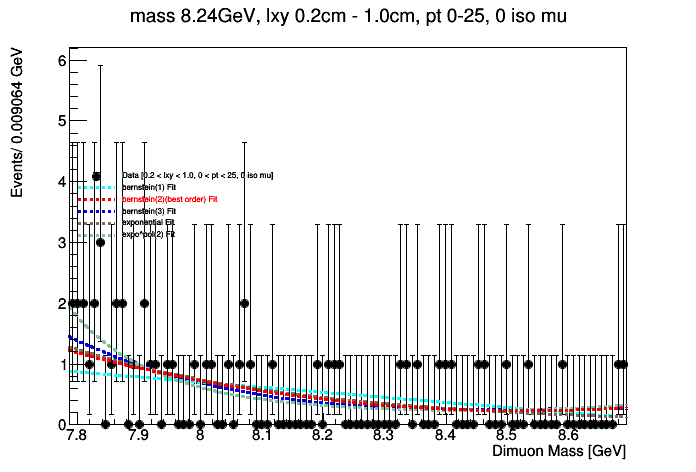 mass 8.24GeV, lxy 0.2cm - 1.0cm, pt 0-25, 0 iso mu
Events/ 0.009064 GeV
6
5
4
3
2
1
0
Data [0.2 < lxy < 1.0, 0 < pt < 25, 0 iso mu]
bernstein(1) Fit
bernstein(2)(best order) Fit
bernstein(3) Fit
exponential Fit
expo*pol(2) Fit
7.8 7.9 8 8.1 8.2 8.3 8.4 8.5 8.6
Dimuon Mass [GeV]